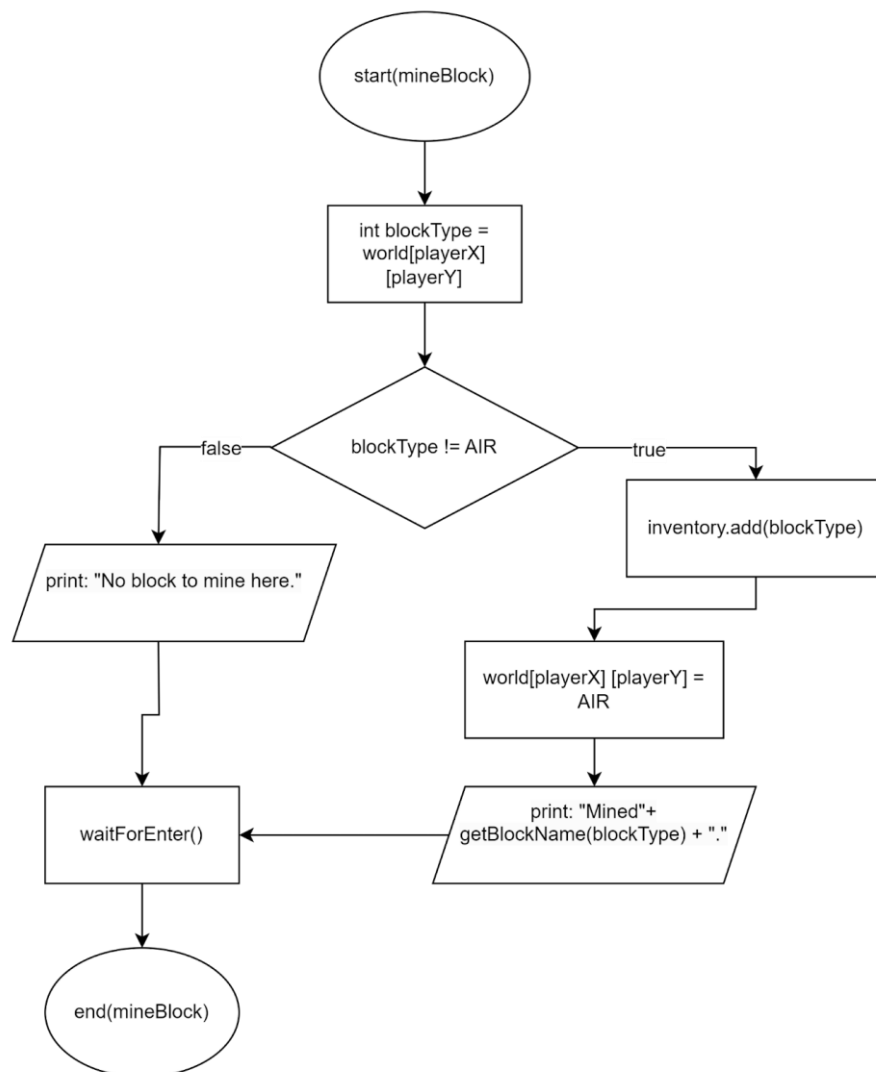 start(mineBlock)
int blockType =
world[playerX]
[playerY]
blockType != AIR
false
true
inventory.add(blockType)
print: "No block to mine here."
world[playerX] [playerY] =
AIR
print: "Mined"+
getBlockName(blockType) + "."
waitForEnter()
end(mineBlock)